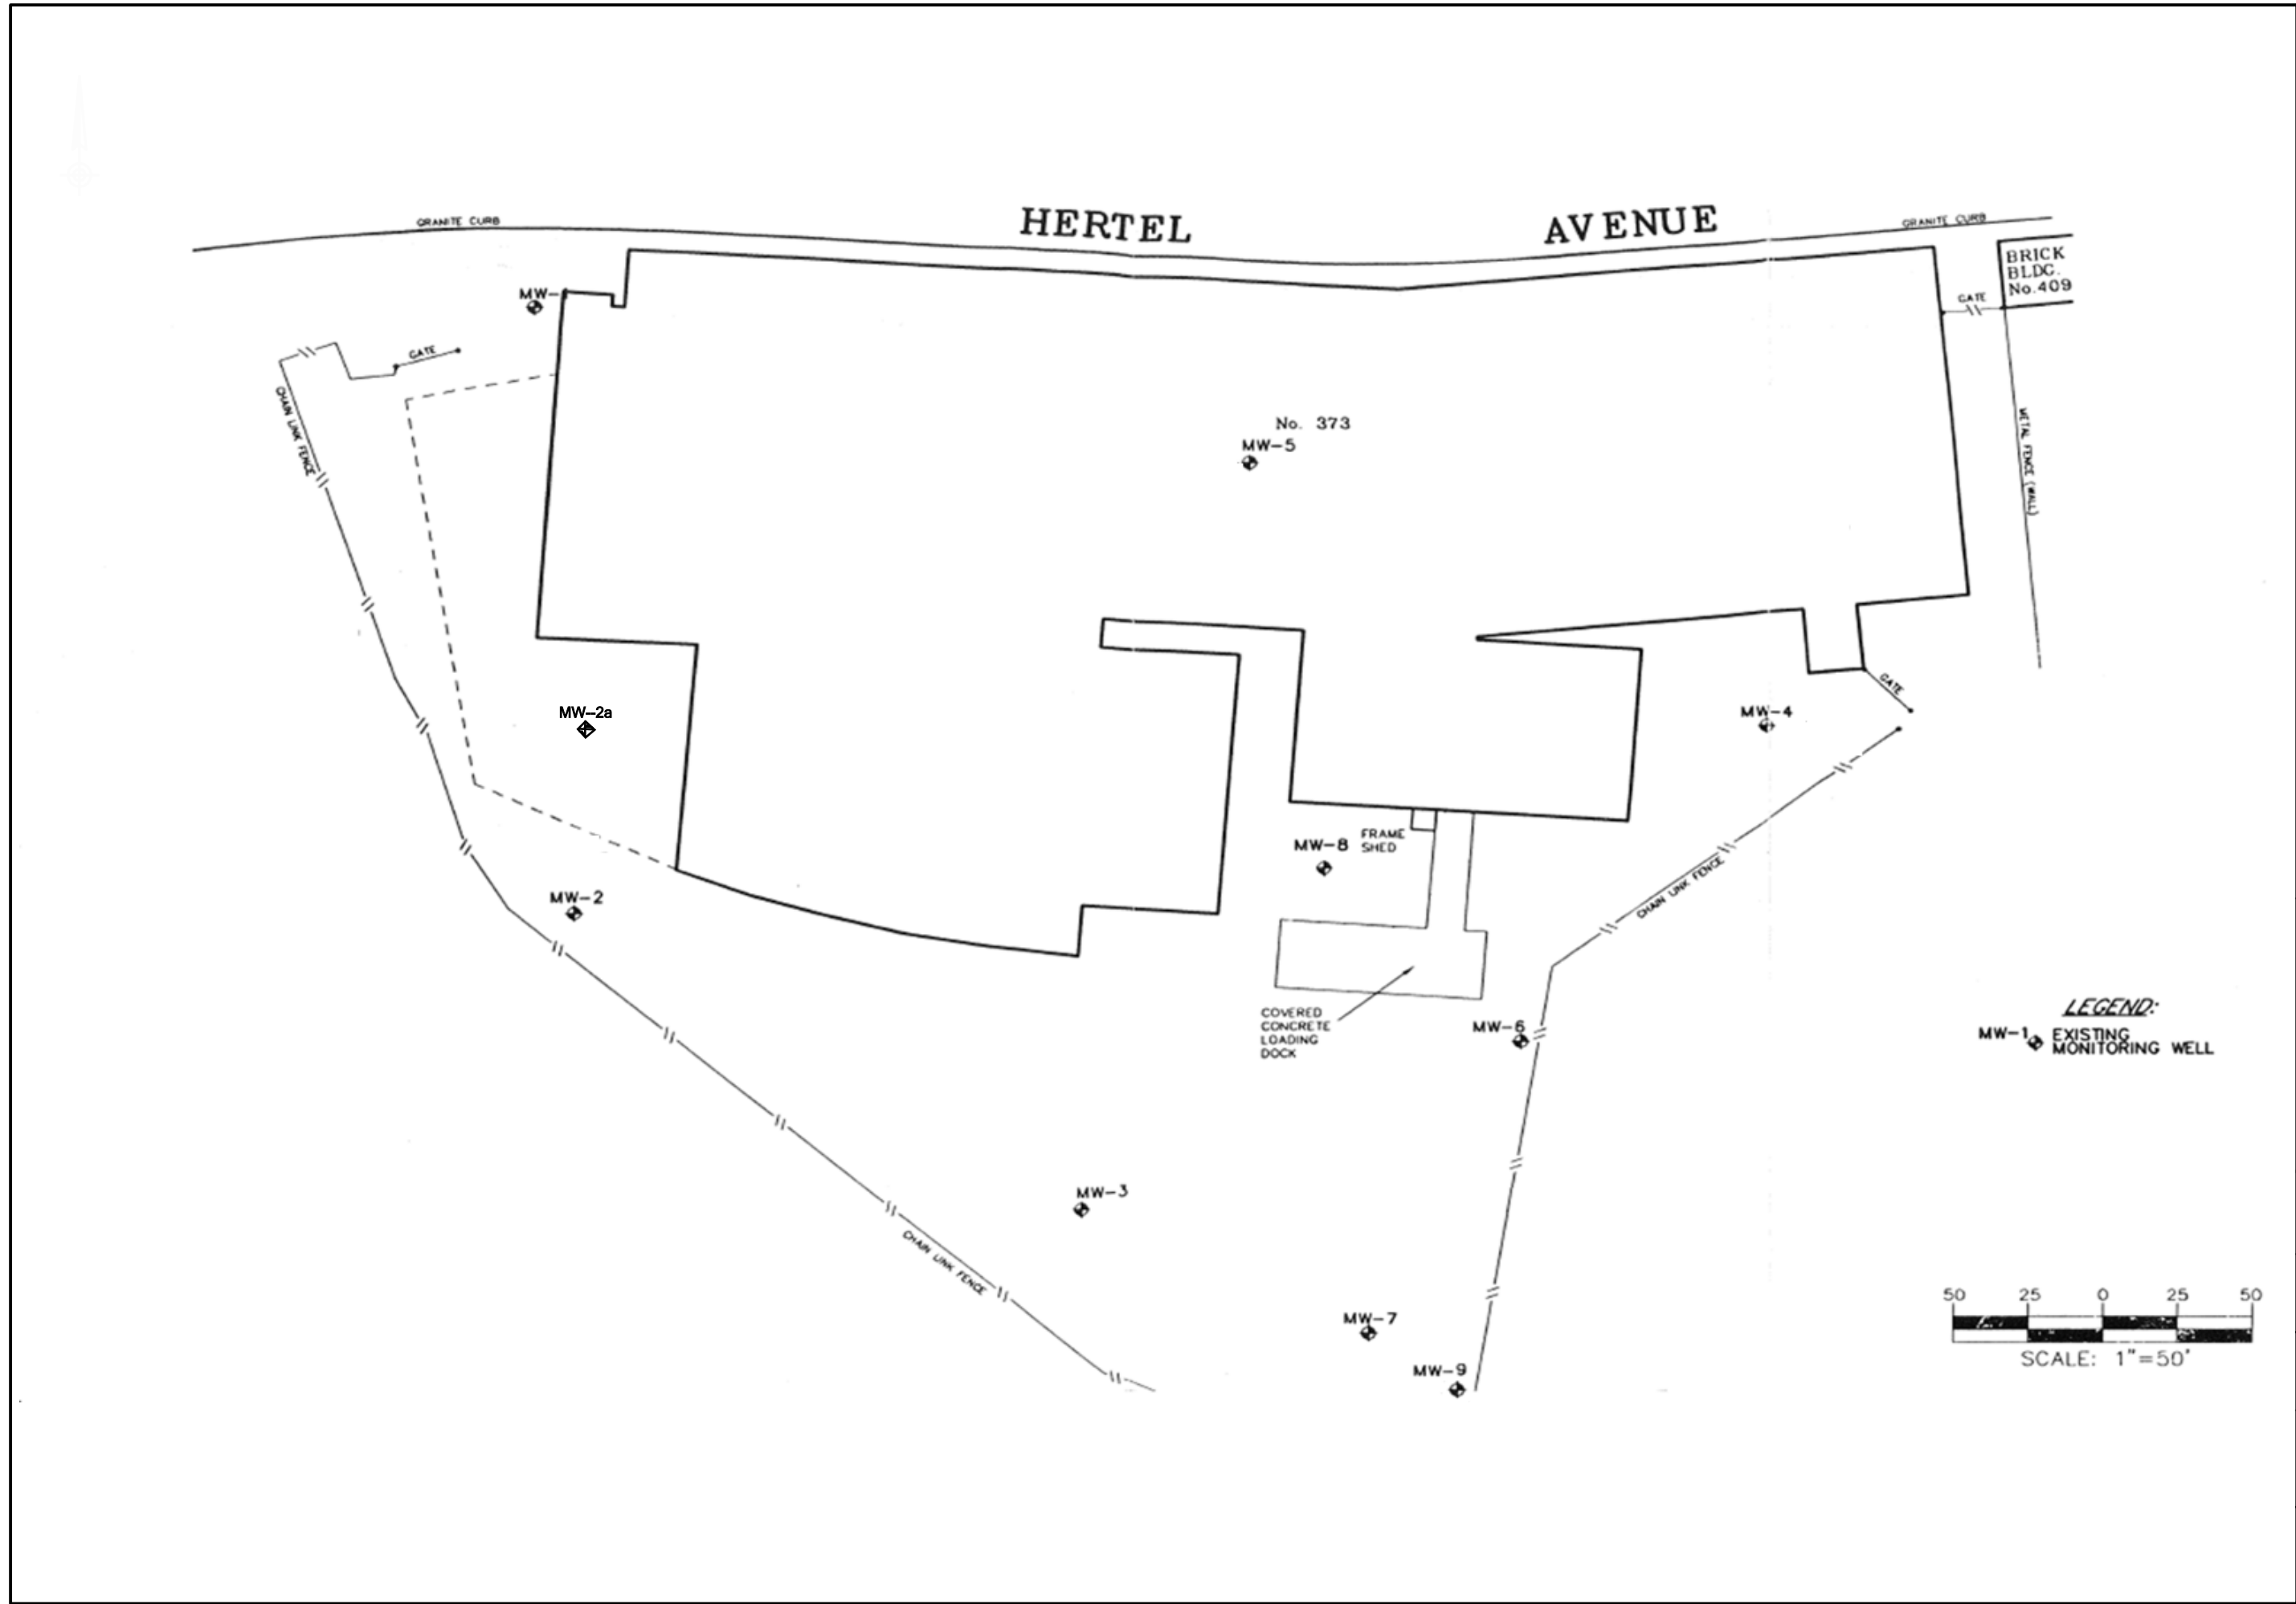 HERTEL AVENUE
GRANITE CURB
GRANITE CURB
BRICK
BLDG.
No.409
GATE
MW-
GATE
CHAIN LINK FENCE
No. 373
MW-5
METAL FENCE (WALL)
GATE
MW-2a
MW-4
FRAME
SHED
MW-8
CHAIN LINK FENCE
MW-2
COVERED
CONCRETE
LOADING
DOCK
MW-6
LEGEND:
MW-1 EXISTING
MONITORING WELL
MW-3
CHAIN LINK FENCE
MW-7
MW-9
50 25 0 25 50
SCALE: 1"=50'